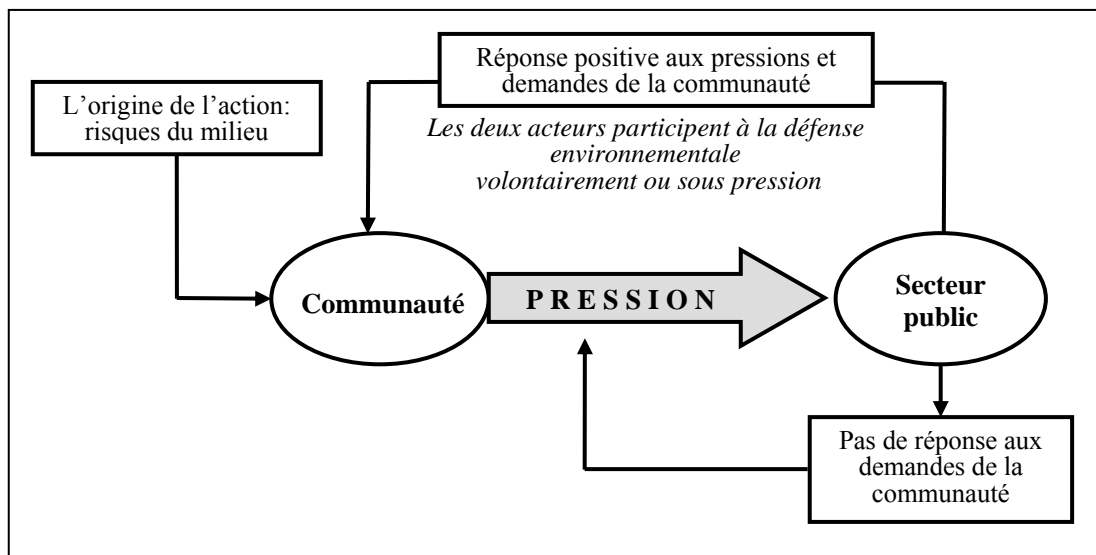 Réponse positive aux pressions et
demandes de la communauté
L’origine de l’action:
risques du milieu
Les deux acteurs participent à la défense
environnementale
volontairement ou sous pression
Communauté
PRESSION
Secteur
public
Pas de réponse aux
demandes de la
communauté